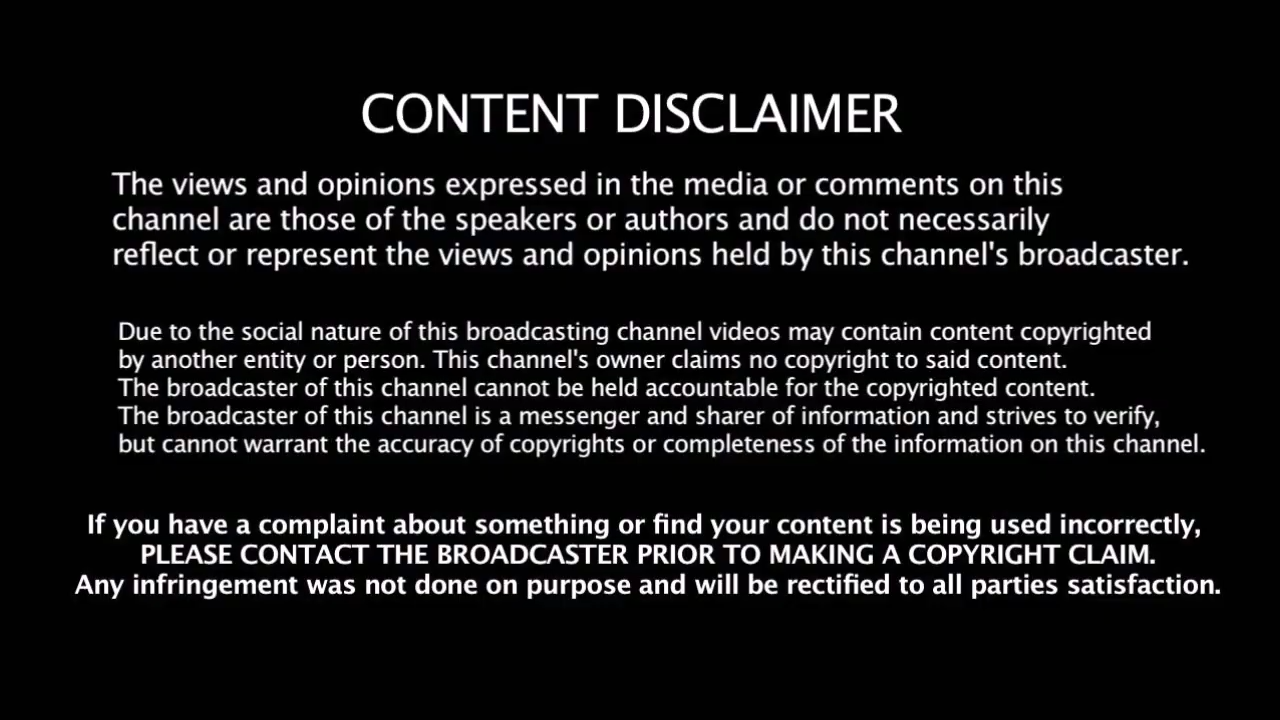 CONTENT DISCLAIMER
The views and opinions expressed in the media or comments on this
channel are those of the speakers or authors and do not necessarily
reflect or represent the views and opinions held by this channel's broadcaster.
Due to the social nature of this broadcasting channel videos may contain content copyrighted
by another entity or person. This channel's owner claims no copyright to said content.
The broadcaster of this channel cannot be held accountable for the copyrighted content.
The broadcaster of this channel is a messenger and sharer of information and strives to verify,
but cannot warrant the accuracy of copyrights or completeness of the information on this channel.
If you have a complaint about something or find your content is being used incorrectly,
PLEASE CONTACT THE BROADCASTER PRIOR TO MAKING A COPYRIGHT CLAIM.
Any infringement was not done on purpose and will be rectified to all parties satisfaction.